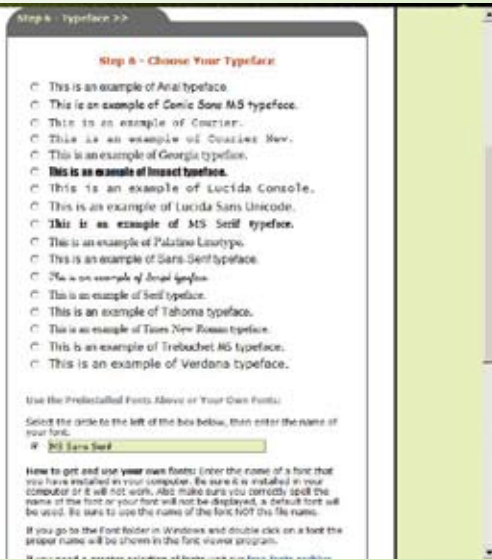 Step 6 - Typeface >>
Step 6 - Choose Your Typeface
This is an example of Arial typeface.
This is an example of Comic Sans MS typeface.
This is an example of Courier.
This is an example of Courier New.
This is an example of Georgia typeface.
This is an example of Impact typeface.
This is an example of Lucida Console.
This is an example of Lucida Sans Unicode.
This is an example of MS Serif typeface.
This is an example of Palatino Linotype.
This is an example of Sans-Serif typeface.
This is an example of Script typeface.
This is an example of Serif typeface.
This is an example of Tahoma typeface.
This is an example of Times New Roman typeface.
This is an example of Trebuchet MS typeface.
This is an example of Verdana typeface.
Use the Preinstalled Fonts Above or Your Own Fonts:
Select the circle to the left of the box below, then enter the name of
your font.
MS Sans Serif
How to get and use your own fonts: Enter the name of a font that
you have installed in your computer. Be sure it is installed in your
computer or it will not work. Also make sure you correctly spell the
name of the font or your font will not be displayed, a default font will
be used. Be sure to use the name of the font NOT the file name.
If you go to the Font folder in Windows and double click on a font the
proper name will be shown in the font viewer program.
If you need a greater selection of fonts visit our free fonts archive